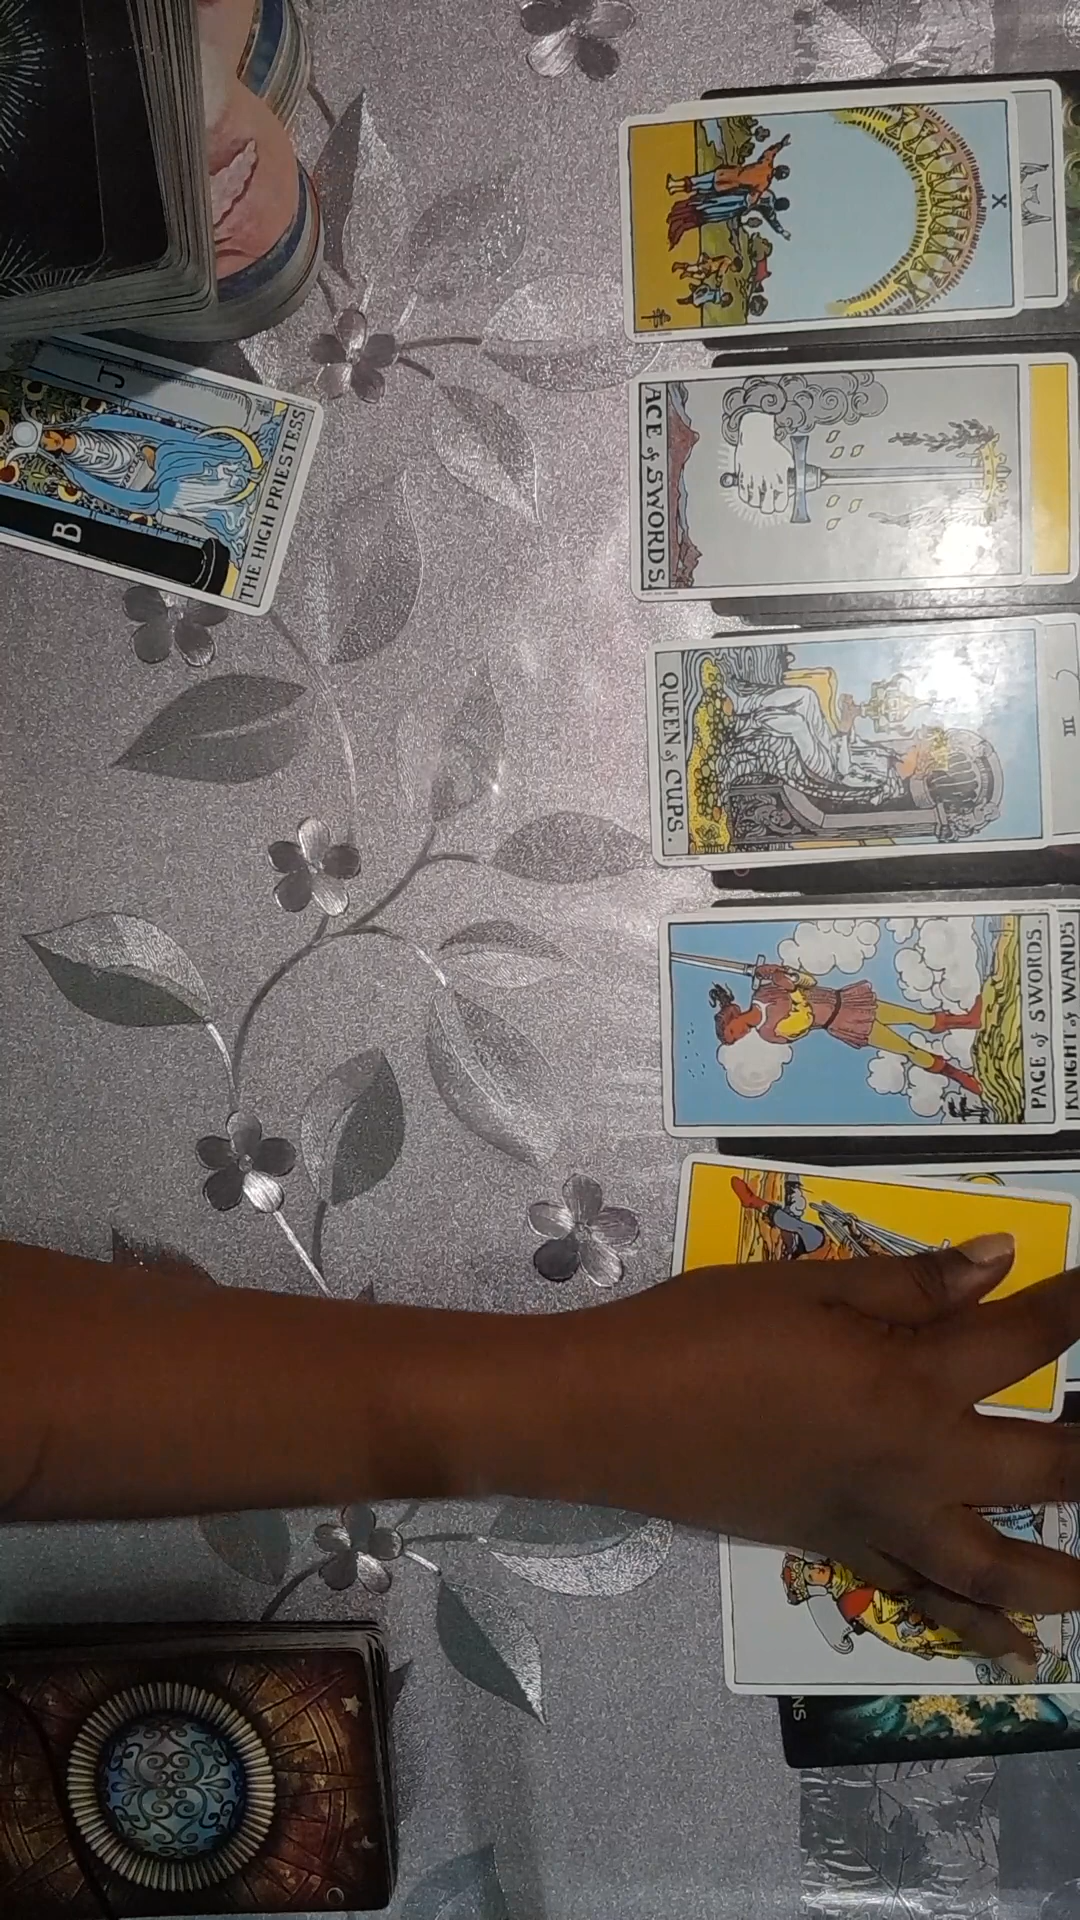 X
ACE of SWORDS.
QUEEN of CUPS.
III
PAGE of SWORDS.
KNIGHT of WANDS
J
B
THE HIGH PRIESTESS